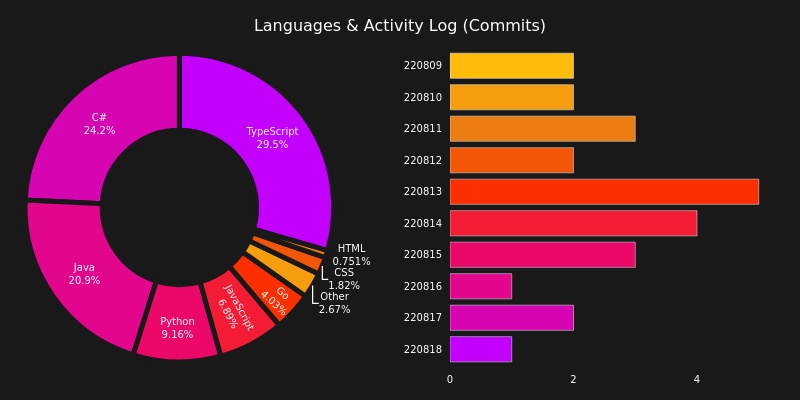 Languages & Activity Log (Commits)
C#
24.2%
TypeScript
29.5%
Java
20.9%
Python
9.16%
JavaScript
6.89%
Go
4.03%
HTML
0.751%
CSS
1.82%
Other
2.67%
220809
220810
220811
220812
220813
220814
220815
220816
220817
220818
0 2 4